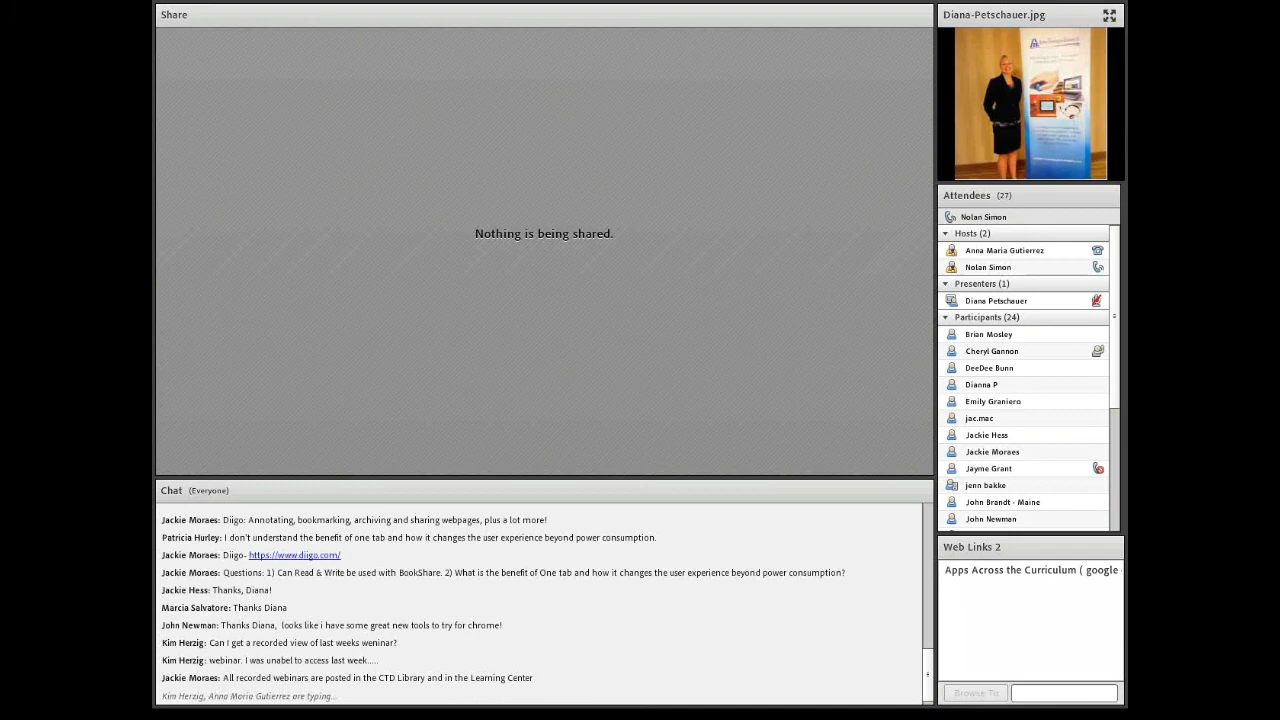 Share
Nothing is being shared.
Chat (Everyone)
Jackie Moraes: Diigo: Annotating, bookmarking, archiving and sharing webpages, plus a lot more!
Patricia Hurley: I don't understand the benefit of one tab and how it changes the user experience beyond power consumption.
Jackie Moraes: Diigo- https://www.diigo.com/
Jackie Moraes: Questions: 1) Can Read & Write be used with BookShare. 2) What is the benefit of One tab and how it changes the user experience beyond power consumption?
Jackie Hess: Thanks, Diana!
Marcia Salvatore: Thanks Diana
John Newman: Thanks Diana, looks like i have some great new tools to try for chrome!
Kim Herzig: Can I get a recorded view of last weeks weninar?
Kim Herzig: webinar. I was unabel to access last week.....
Jackie Moraes: All recorded webinars are posted in the CTD Library and in the Learning Center
Kim Herzig, Anna Maria Gutierrez are typing...
Diana-Petschauer.jpg
Attendees (27)
Nolan Simon
Hosts (2)
Anna Maria Gutierrez
Nolan Simon
Presenters (1)
Diana Petschauer
Participants (24)
Brian Mosley
Cheryl Gannon
DeeDee Bunn
Dianna P
Emily Graniero
jac.mac
Jackie Hess
Jackie Moraes
Jayme Grant
jenn bakke
John Brandt - Maine
John Newman
Web Links 2
Apps Across the Curriculum ( google
Browse To